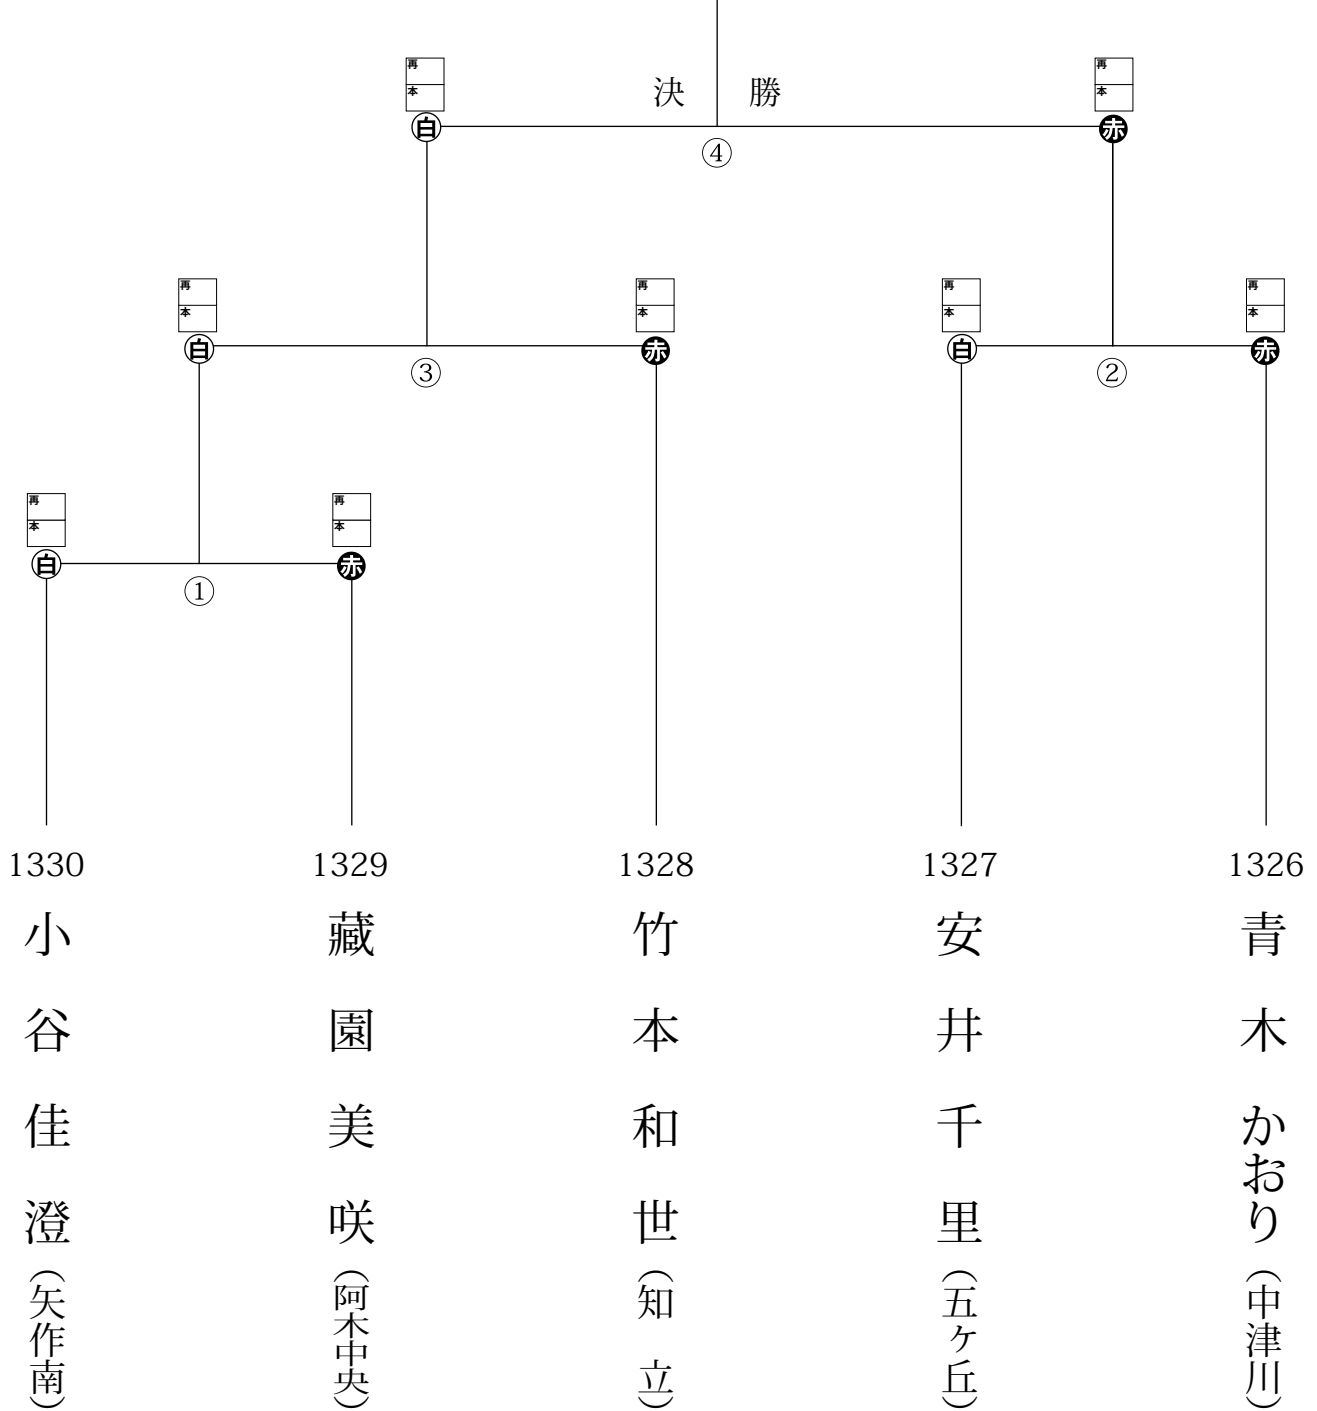 決 勝
再
本
白
再
本
赤
④
再
本
白
再
本
赤
③
再
本
白
再
本
赤
②
再
本
白
再
本
赤
①
1326
青木かおり(中津川)
1327
安井千里(五ヶ丘)
1328
竹本和世(知 立)
1329
藏園美咲(阿木中央)
1330
小谷佳澄(矢作南)